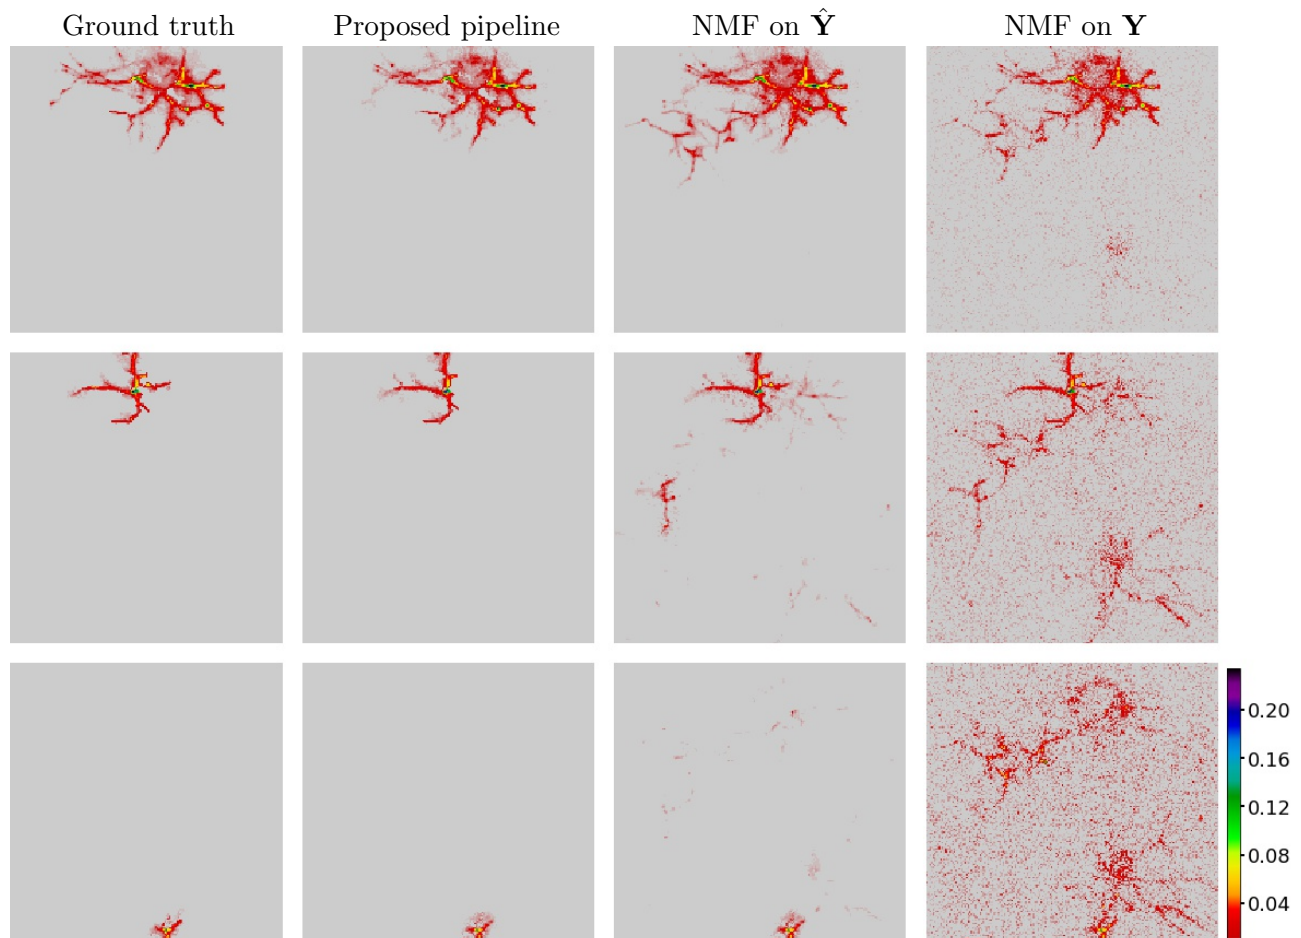 Ground truth
Proposed pipeline
NMF on Ŷ
NMF on Y
0.20
0.16
0.12
0.08
0.04